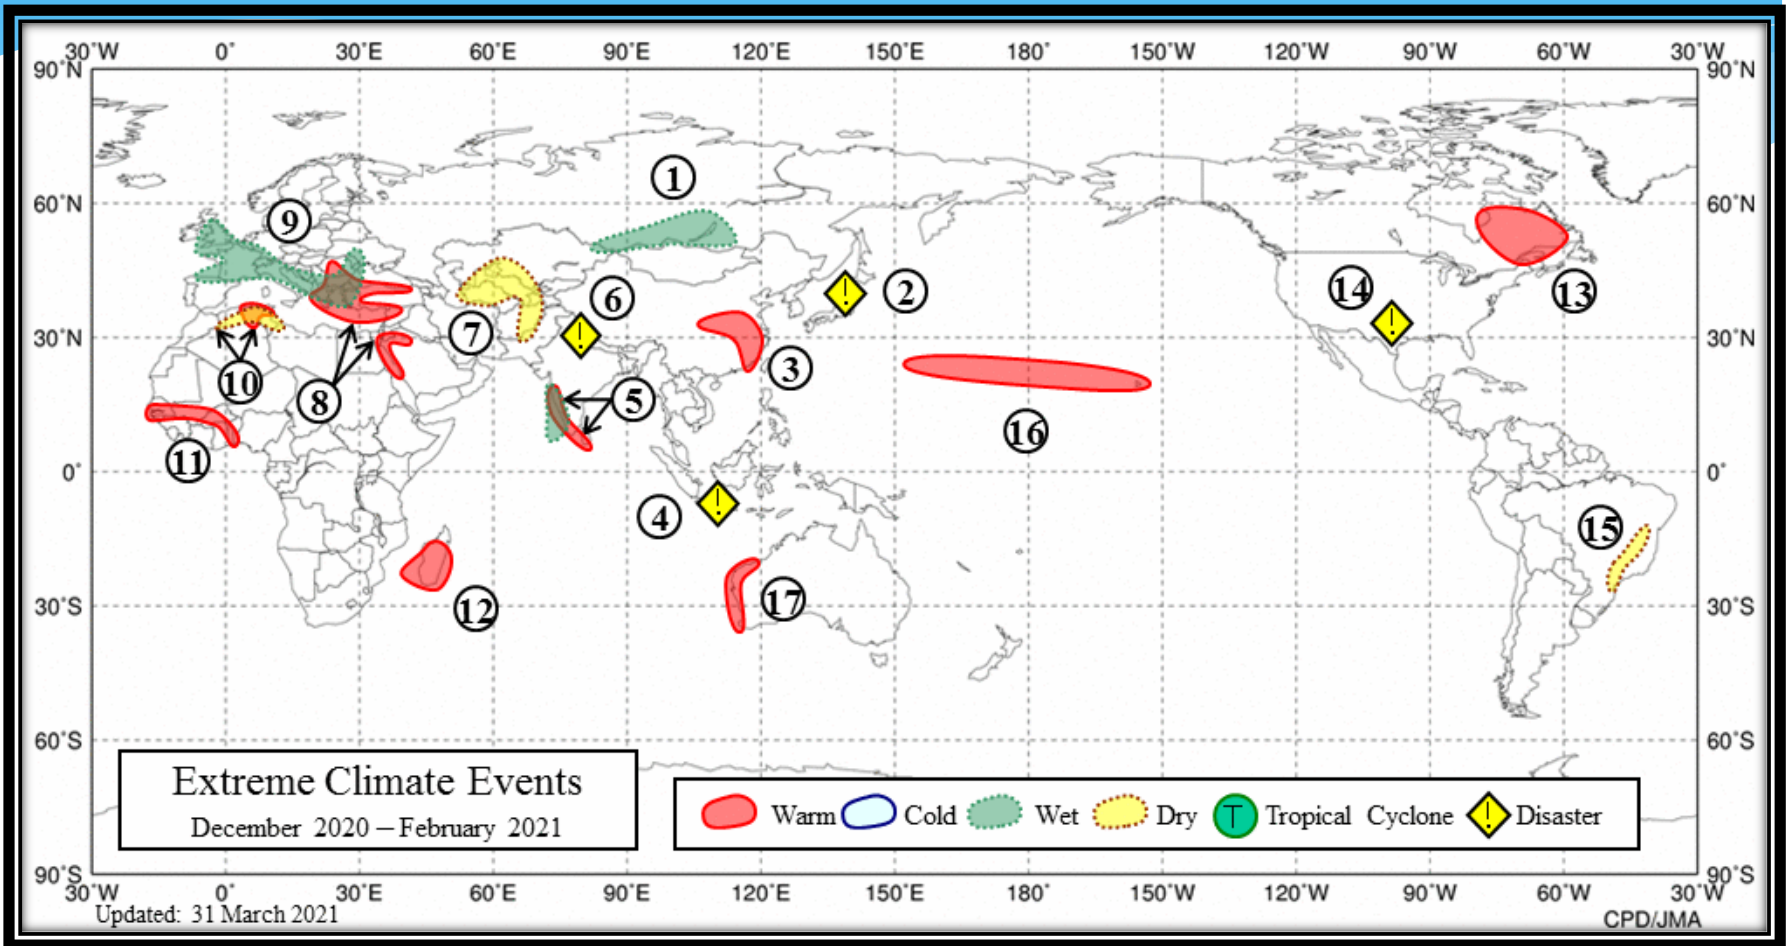 30˚W 0˚ 30˚E 60˚E 90˚E 120˚E 150˚E 180˚ 150˚W 120˚W 90˚W 60˚W 30˚W
90˚N 90˚N
1
60˚N 60˚N
9
6 2 14 13
7
30˚N 30˚N
3
10 8 5
16
11
0˚ 0˚
4 15
12 17
30˚S 30˚S
60˚S 60˚S
Extreme Climate Events
December 2020 – February 2021
Warm Cold Wet Dry T Tropical Cyclone ! Disaster
90˚S 90˚S
30˚W 0˚ 30˚E 60˚E 90˚E 120˚E 150˚E 180˚ 150˚W 120˚W 90˚W 60˚W 30˚W
Updated: 31 March 2021 CPD/JMA